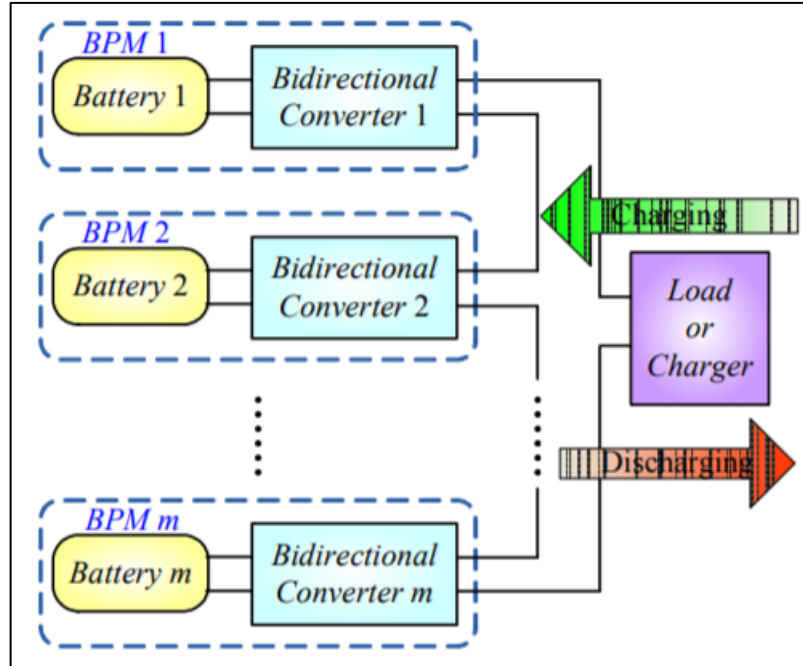 BPM 1
Battery 1
Bidirectional
Converter 1
Charging
BPM 2
Battery 2
Bidirectional
Converter 2
Load
or
Charger
Discharging
BPM m
Battery m
Bidirectional
Converter m